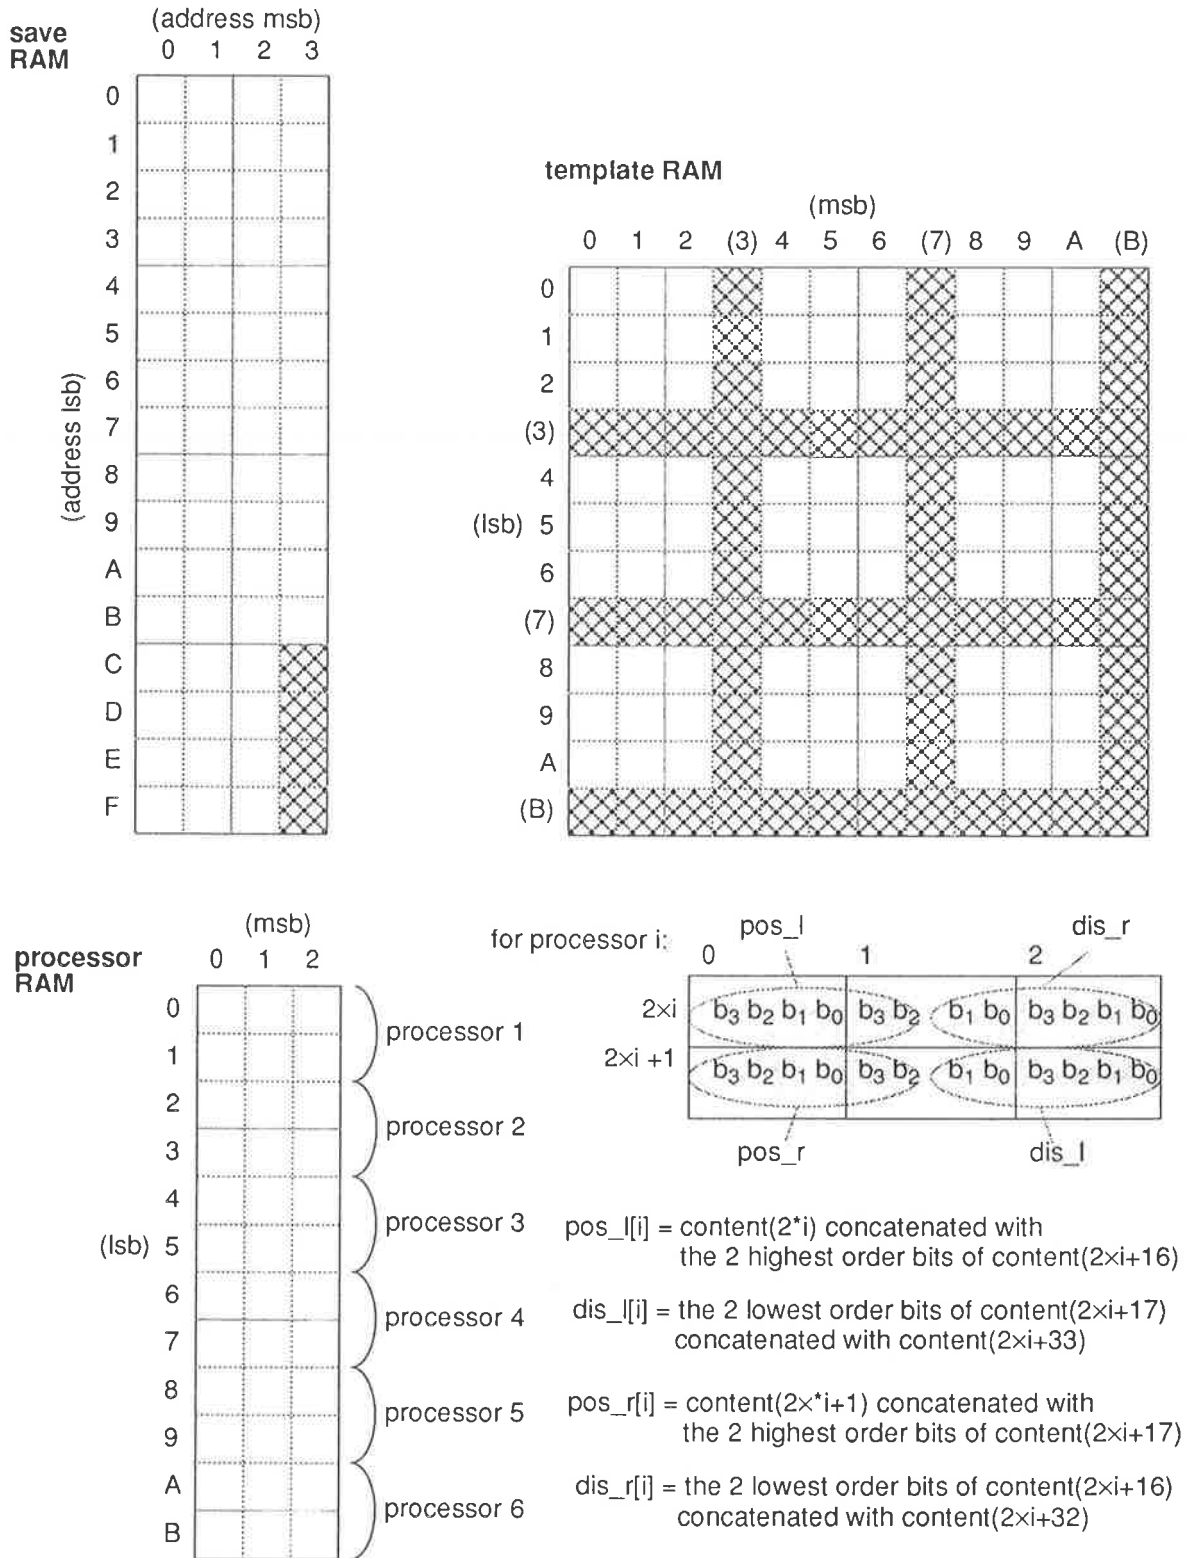 save
RAM
(address msb)
0 1 2 3
0
1
2
3
4
5
6
7
8
9
A
B
C
D
E
F
(address lsb)
template RAM
(msb)
0 1 2 (3) 4 5 6 (7) 8 9 A (B)
0
1
2
(3)
4
(lsb) 5
6
(7)
8
9
A
(B)
processor
RAM
(msb)
0 1 2
0
1
2
3
4
(lsb) 5
6
7
8
9
A
B
processor 1
processor 2
processor 3
processor 4
processor 5
processor 6
for processor i:
pos_l
dis_r
0 1 2
2×i
b3 b2 b1 b0 b3 b2 b1 b0 b3 b2 b1 b0
2×i +1
b3 b2 b1 b0 b3 b2 b1 b0 b3 b2 b1 b0
pos_r
dis_l
pos_l[i] = content(2*i) concatenated with
the 2 highest order bits of content(2×i+16)
dis_l[i] = the 2 lowest order bits of content(2×i+17)
concatenated with content(2×i+33)
pos_r[i] = content(2×*i+1) concatenated with
the 2 highest order bits of content(2×i+17)
dis_r[i] = the 2 lowest order bits of content(2×i+16)
concatenated with content(2×i+32)